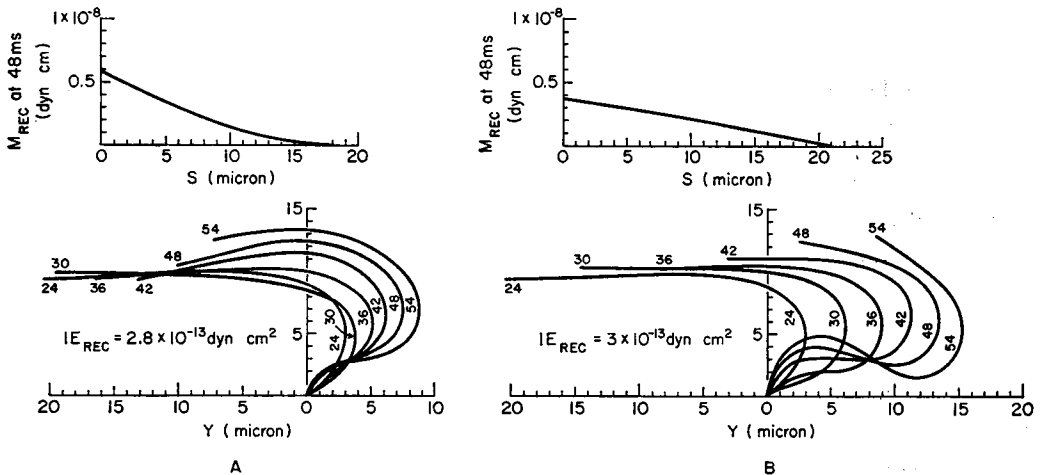 1×10⁻⁸
M_REC at 48ms (dyn cm)
0.5
0 5 10 15 20
S (micron)
15
54
48
30
24 36 42
5
30 24 36 42 48 54
IE_REC = 2.8×10⁻¹³ dyn cm²
20 15 10 5 0 5 10
Y (micron)
A
1×10⁻⁸
M_REC at 48ms (dyn cm)
0.5
0 5 10 15 20 25
S (micron)
15
54
48
42
30 36
24
5
24 30 36 42 48 54
IE_REC = 3×10⁻¹³ dyn cm²
20 15 10 5 0 5 10 15 20
Y (micron)
B